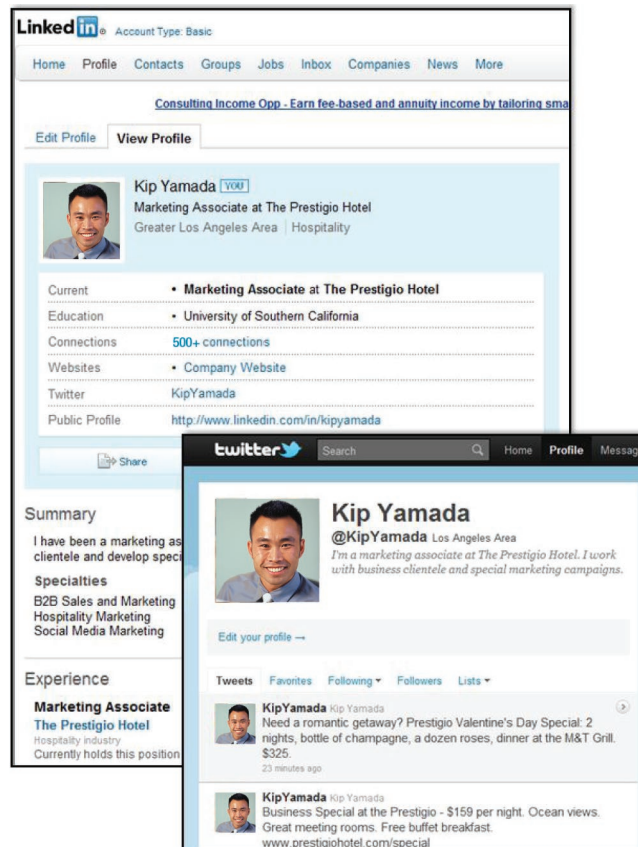 Linked in® Account Type: Basic
Home Profile Contacts Groups Jobs Inbox Companies News More
Consulting Income Opp - Earn fee-based and annuity income by tailoring sma
Edit Profile View Profile
Kip Yamada YOU
Marketing Associate at The Prestigio Hotel
Greater Los Angeles Area | Hospitality
Current • Marketing Associate at The Prestigio Hotel
Education • University of Southern California
Connections 500+ connections
Websites • Company Website
Twitter KipYamada
Public Profile http://www.linkedin.com/in/kipyamada
Share
Summary
I have been a marketing as
clientele and develop speci
Specialties
B2B Sales and Marketing
Hospitality Marketing
Social Media Marketing
Experience
Marketing Associate
The Prestigio Hotel
Hospitality industry
Currently holds this position
twitter Search Home Profile Messag
Kip Yamada
@KipYamada Los Angeles Area
I'm a marketing associate at The Prestigio Hotel. I work
with business clientele and special marketing campaigns.
Edit your profile →
Tweets Favorites Following Followers Lists
KipYamada Kip Yamada
Need a romantic getaway? Prestigio Valentine's Day Special: 2
nights, bottle of champagne, a dozen roses, dinner at the M&T Grill.
$325.
23 minutes ago
KipYamada Kip Yamada
Business Special at the Prestigio - $159 per night. Ocean views.
Great meeting rooms. Free buffet breakfast.
www.prestigiohotel.com/special